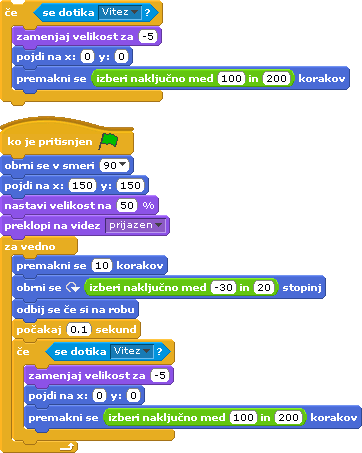 če se dotika Vitez ?
zamenjaj velikost za -5
pojdi na x: 0 y: 0
premakni se izberi naključno med 100 in 200 korakov
ko je pritisnjen
obrni se v smeri 90
pojdi na x: 150 y: 150
nastavi velikost na 50 %
preklopi na videz prijazen
za vedno
premakni se 10 korakov
obrni se izberi naključno med -30 in 20 stopinj
odbij se če si na robu
počakaj 0.1 sekund
če se dotika Vitez ?
zamenjaj velikost za -5
pojdi na x: 0 y: 0
premakni se izberi naključno med 100 in 200 korakov